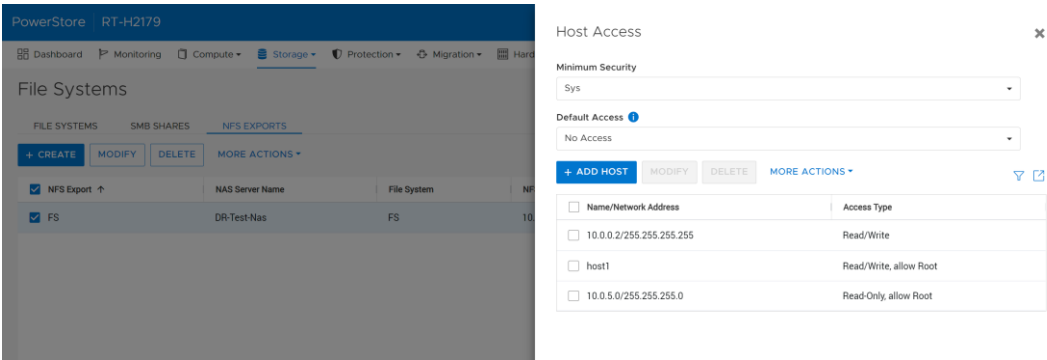 PowerStore | RT-H2179
Dashboard Monitoring Compute Storage Protection Migration Hard
File Systems
FILE SYSTEMS SMB SHARES NFS EXPORTS
+ CREATE MODIFY DELETE MORE ACTIONS
NFS Export ↑ NAS Server Name File System NF
FS DR-Test-Nas FS 10.
Host Access
Minimum Security
Sys
Default Access
No Access
+ ADD HOST MODIFY DELETE MORE ACTIONS
Name/Network Address Access Type
10.0.0.2/255.255.255.255 Read/Write
host1 Read/Write, allow Root
10.0.5.0/255.255.255.0 Read-Only, allow Root